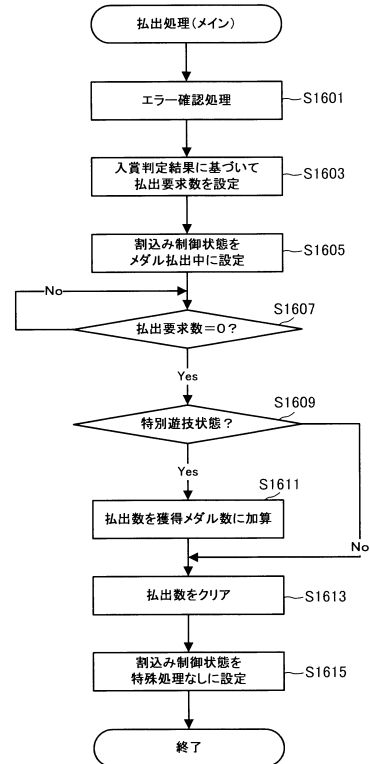 払出処理(メイン)
エラー確認処理
S1601
入賞判定結果に基づいて
払出要求数を設定
S1603
割込み制御状態を
メダル払出中に設定
S1605
No
払出要求数=0?
S1607
Yes
特別遊技状態?
S1609
Yes
S1611
払出数を獲得メダル数に加算
No
払出数をクリア
S1613
割込み制御状態を
特殊処理なしに設定
S1615
終了